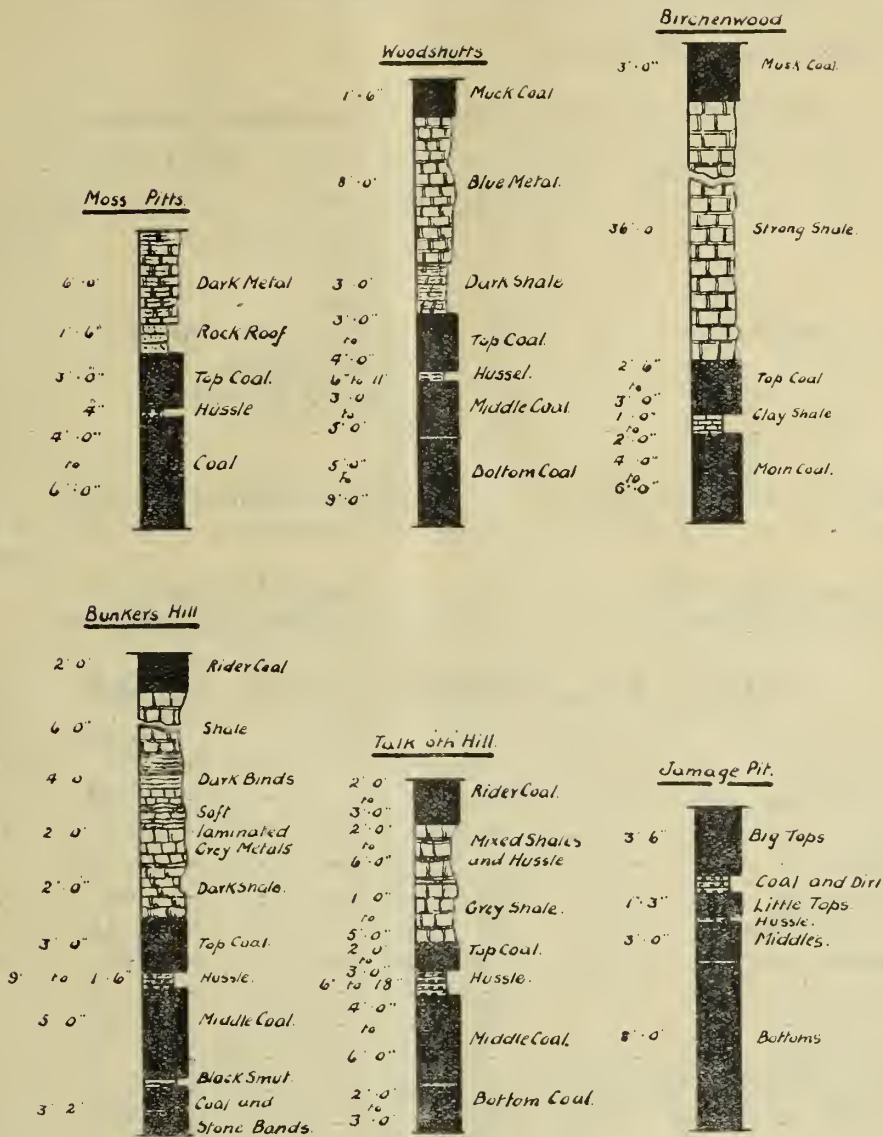 Moss Pitts.
6' 0" Dark Metal
1' 6" Rock Roof
3' 0" Top Coal.
4" Hussle
4' 0"
to Coal
6' 0"
Woodshutts
1' 6" Muck Coal
8' 0" Blue Metal.
3' 0" Dark Shale
3' 0"
to Top Coal.
4' 0"
6" to 11" Hussel.
3' 0
to Middle Coal.
5' 0"
5' 0"
to Bottom Coal
9' 0"
Birchenwood
3' 0" Musk Coal.
36' 0 Strong Shale.
2' 6"
to Top Coal
3' 0"
1' 0" Clay Shale
to
2' 0"
4' 0"
to Main Coal.
6' 0"
Bunkers Hill
2' 0" Rider Coal
6' 0" Shale
4' 0 Dark Binds
Soft
2' 0" laminated
Grey Metals
2' 0" Dark Shale.
3' 0" Top Coal.
9" to 1' 6" Hussle.
5' 0" Middle Coal.
Black Smut.
3' 2" Coal and
Stone Bands.
Talk oth Hill.
2' 0"
to Rider Coal.
3' 0"
2' 0" Mixed Shales
to and Hussle
6' 0"
1' 0"
to Grey Shale.
5' 0"
2' 0 Top Coal.
to
3' 0"
6" to 18" Hussle.
4' 0"
to Middle Coal.
6' 0"
2' 0"
to Bottom Coal.
3' 0"
Jamage Pit.
3' 6" Big Tops
Coal and Dirt
1' 3" Little Tops
Hussle.
3' 0" Middles.
8' 0" Bottoms